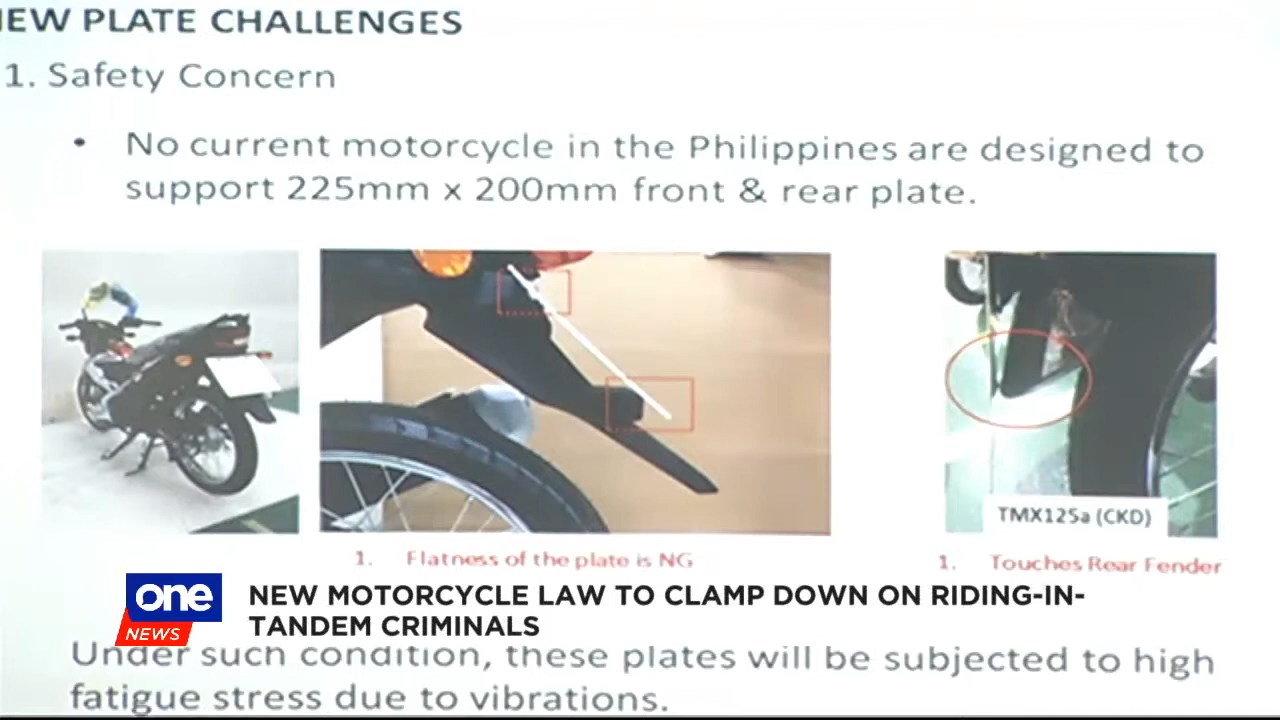 EW PLATE CHALLENGES
1. Safety Concern
• No current motorcycle in the Philippines are designed to
support 225mm x 200mm front & rear plate.
TMX125a (CKD)
1. Flatness of the plate is NG
1. Touches Rear Fender
one
NEWS
NEW MOTORCYCLE LAW TO CLAMP DOWN ON RIDING-IN-
TANDEM CRIMINALS
Under such condition, these plates will be subjected to high
fatigue stress due to vibrations.